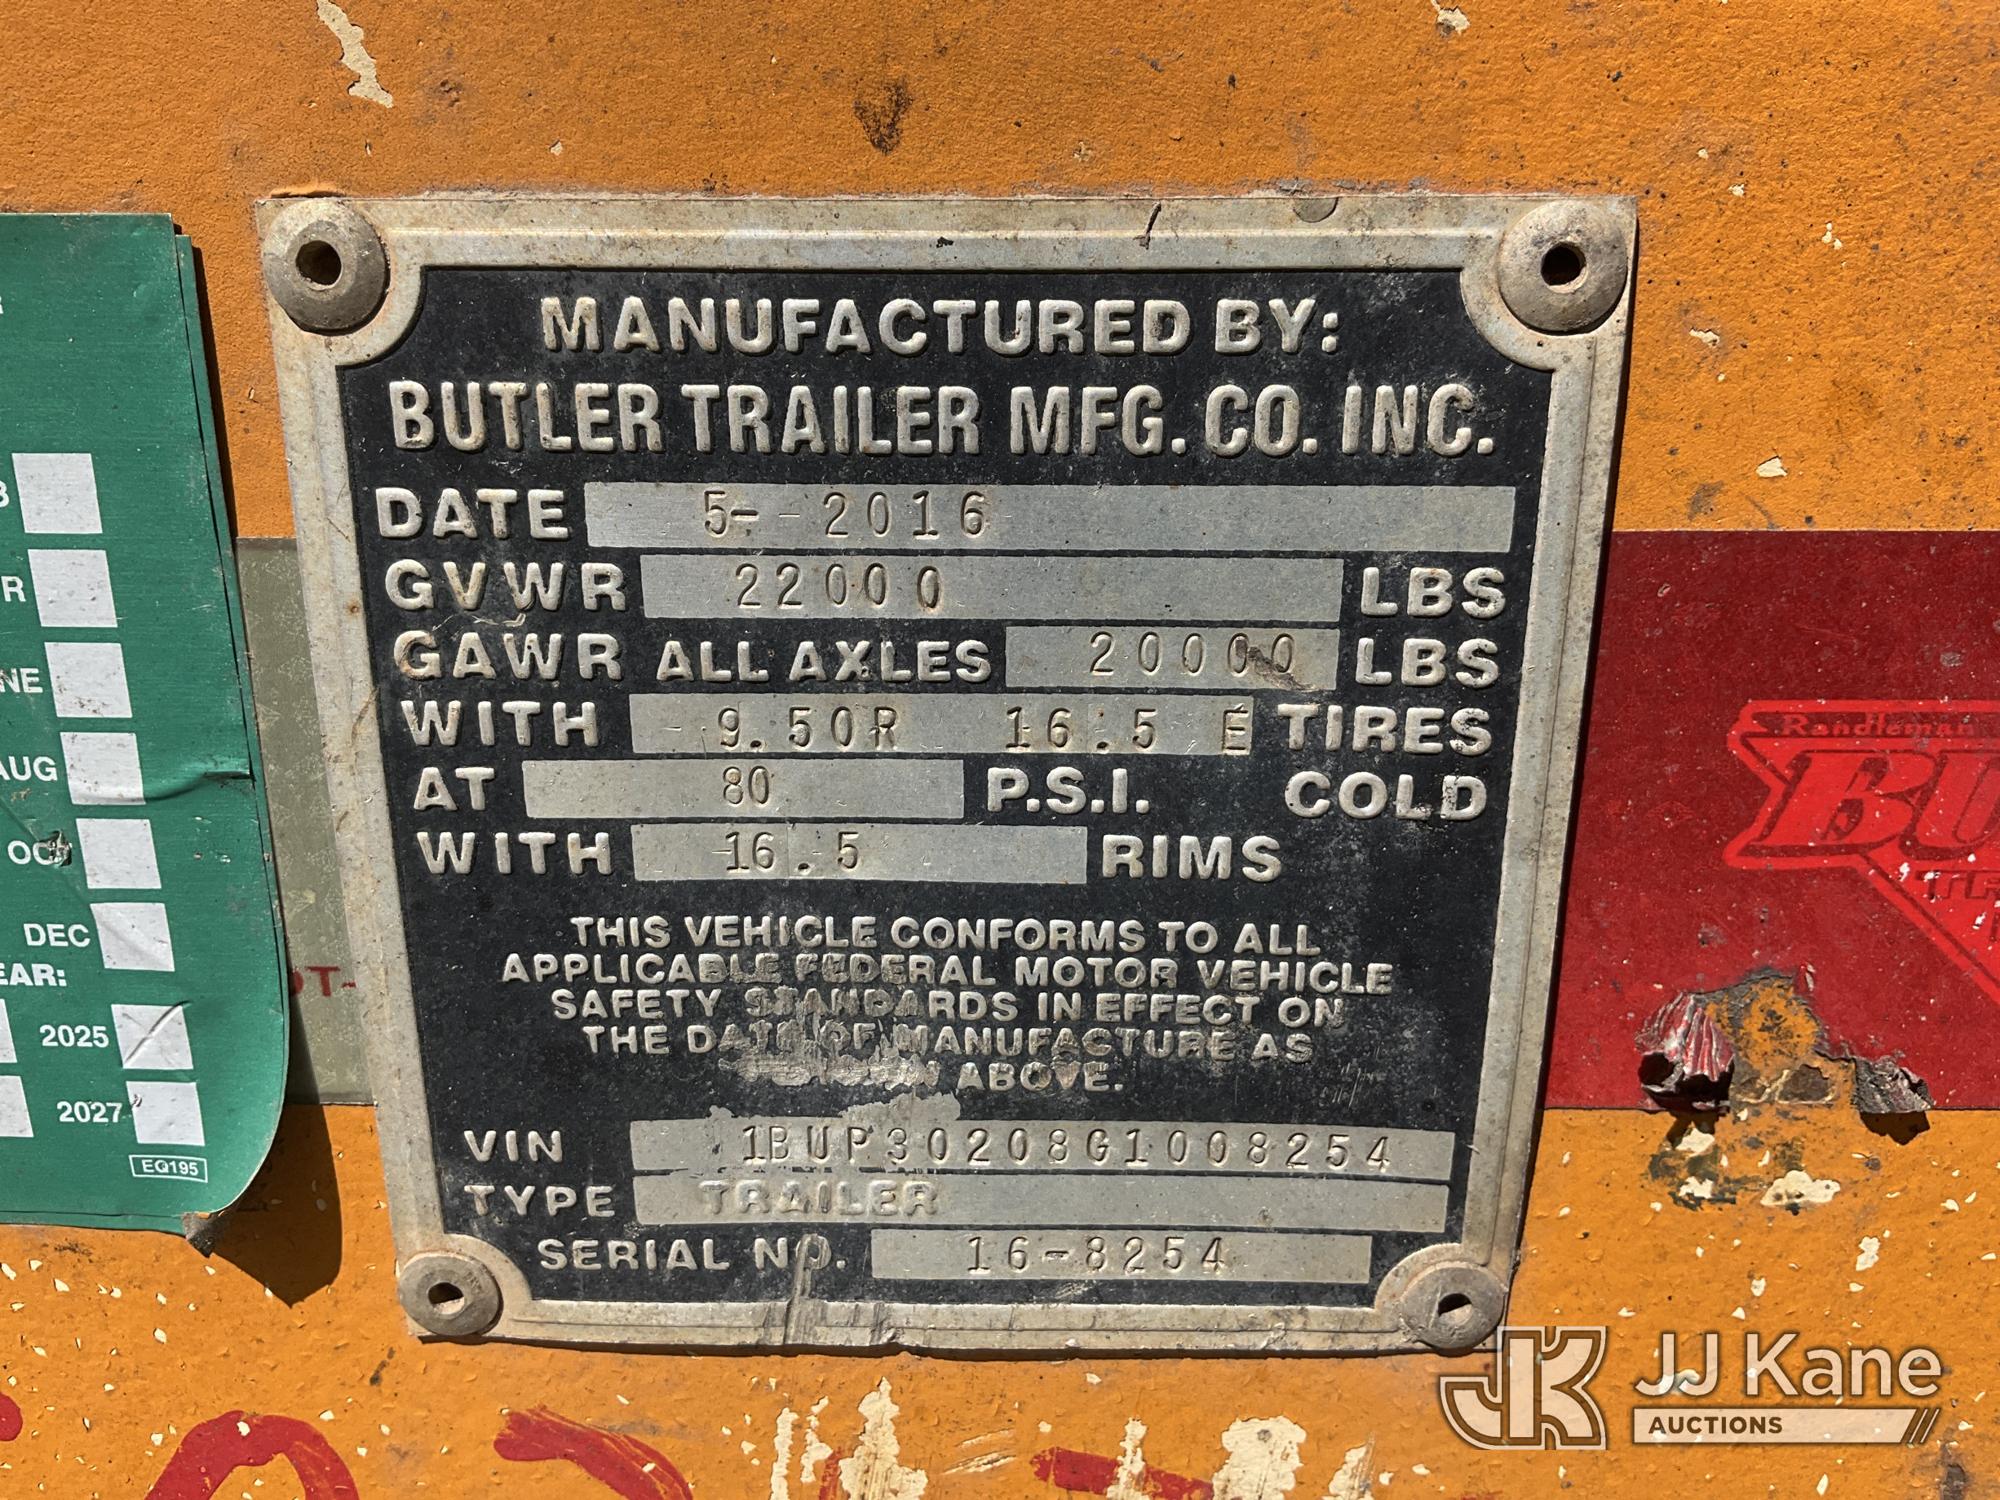 MANUFACTURED BY:
BUTLER TRAILER MFG. CO. INC.
DATE 5- -2016
GVWR 22000 LBS
GAWR ALL AXLES 20000 LBS
WITH 9.50R 16.5 E TIRES
AT 80 P.S.I. COLD
WITH 16.5 RIMS
THIS VEHICLE CONFORMS TO ALL
APPLICABLE FEDERAL MOTOR VEHICLE
SAFETY STANDARDS IN EFFECT ON
THE DATE OF MANUFACTURE AS
ABOVE.
VIN 1BUP30208G1008254
TYPE TRAILER
SERIAL NO. 16-8254
AUG
OCT
DEC
2025
2027
EQ195
Randleman
JK JJ Kane
AUCTIONS